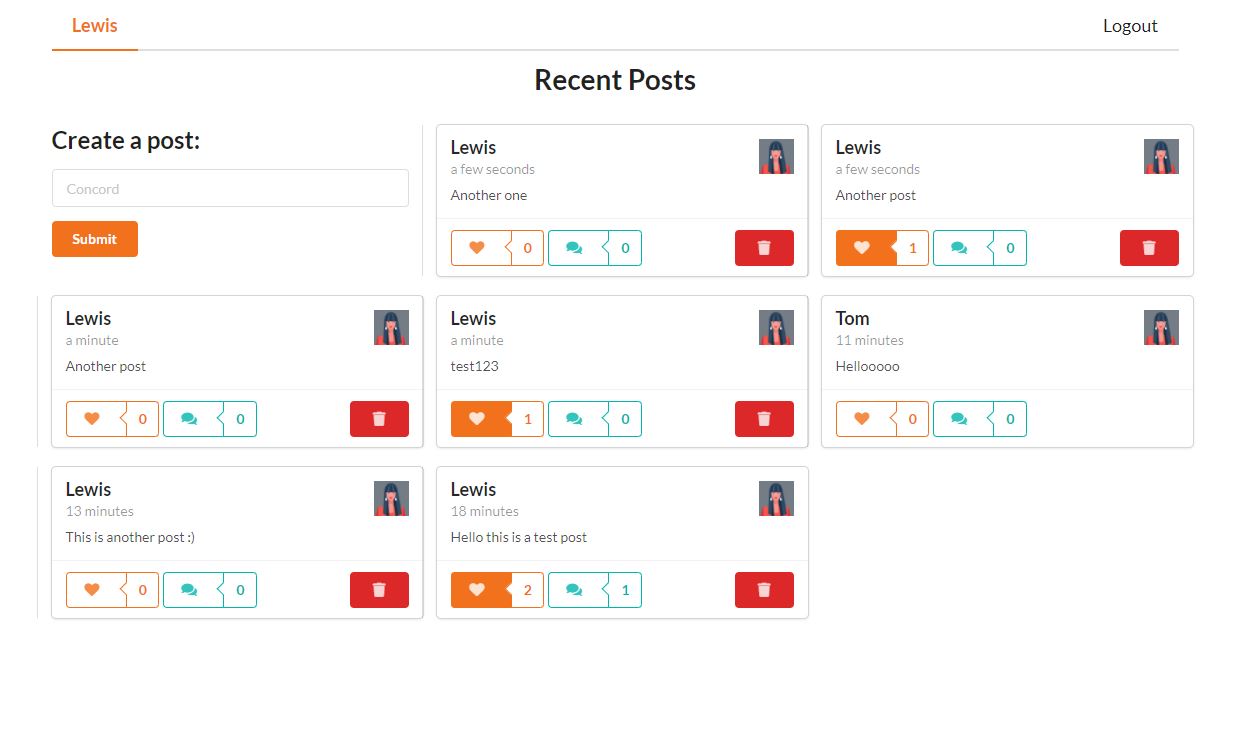 Lewis
Logout
Recent Posts
Create a post:
Concord
Submit
Lewis
a few seconds
Another one
0
0
Lewis
a few seconds
Another post
1
0
Lewis
a minute
Another post
0
0
Lewis
a minute
test123
1
0
Tom
11 minutes
Hellooooo
0
0
Lewis
13 minutes
This is another post :)
0
0
Lewis
18 minutes
Hello this is a test post
2
1